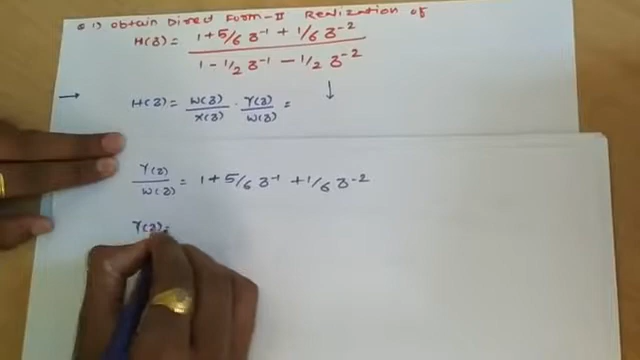 Q 1) Obtain Direct Form-II Realization of
H(z) = 1 + 5/6 z⁻¹ + 1/6 z⁻²
1 - 1/2 z⁻¹ - 1/2 z⁻²
→ H(z) = W(z)/X(z) · Y(z)/W(z) = ↓
Y(z)/W(z) = 1 + 5/6 z⁻¹ + 1/6 z⁻²
Y(z) =